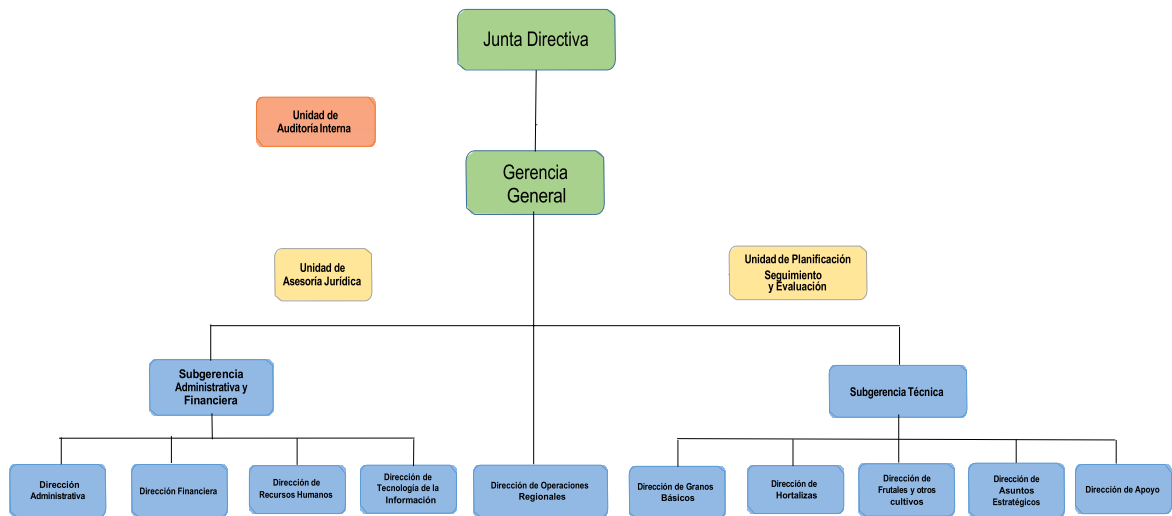 Junta Directiva
Unidad de
Auditoría Interna
Gerencia
General
Unidad de
Asesoría Jurídica
Unidad de Planificación
Seguimiento
y Evaluación
Subgerencia
Administrativa y
Financiera
Subgerencia Técnica
Dirección
Administrativa
Dirección Financiera
Dirección de
Recursos Humanos
Dirección de
Tecnología de la
Información
Dirección de Operaciones
Regionales
Dirección de Granos
Básicos
Dirección de
Hortalizas
Dirección de
Frutales y otros
cultivos
Dirección de
Asuntos
Estratégicos
Dirección de Apoyo